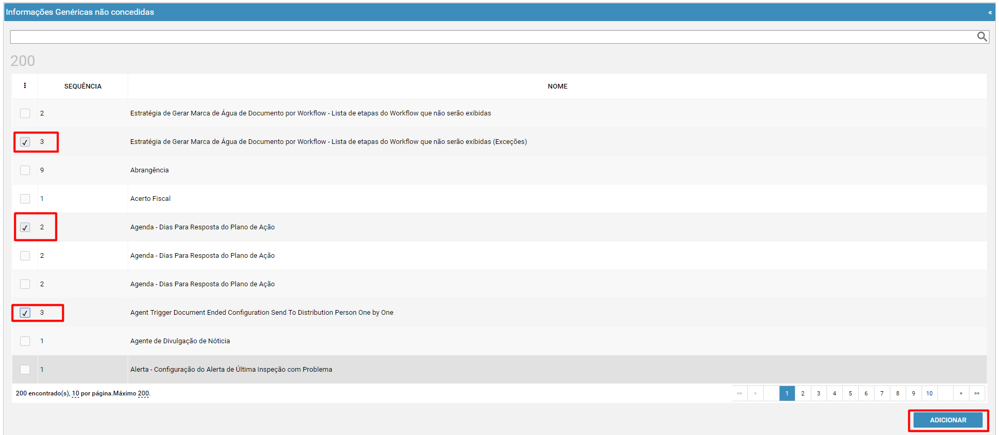 Informações Genéricas não concedidas «
200
SEQUÊNCIA NOME
2 Estratégia de Gerar Marca de Água de Documento por Workflow - Lista de etapas do Workflow que não serão exibidas
3 Estratégia de Gerar Marca de Água de Documento por Workflow - Lista de etapas do Workflow que não serão exibidas (Exceções)
9 Abrangência
1 Acerto Fiscal
2 Agenda - Dias Para Resposta do Plano de Ação
2 Agenda - Dias Para Resposta do Plano de Ação
2 Agenda - Dias Para Resposta do Plano de Ação
3 Agent Trigger Document Ended Configuration Send To Distribution Person One by One
1 Agente de Divulgação de Nóticia
1 Alerta - Configuração do Alerta de Última Inspeção com Problema
200 encontrado(s), 10 por página.Máximo 200. «« « 1 2 3 4 5 6 7 8 9 10 » »»
ADICIONAR